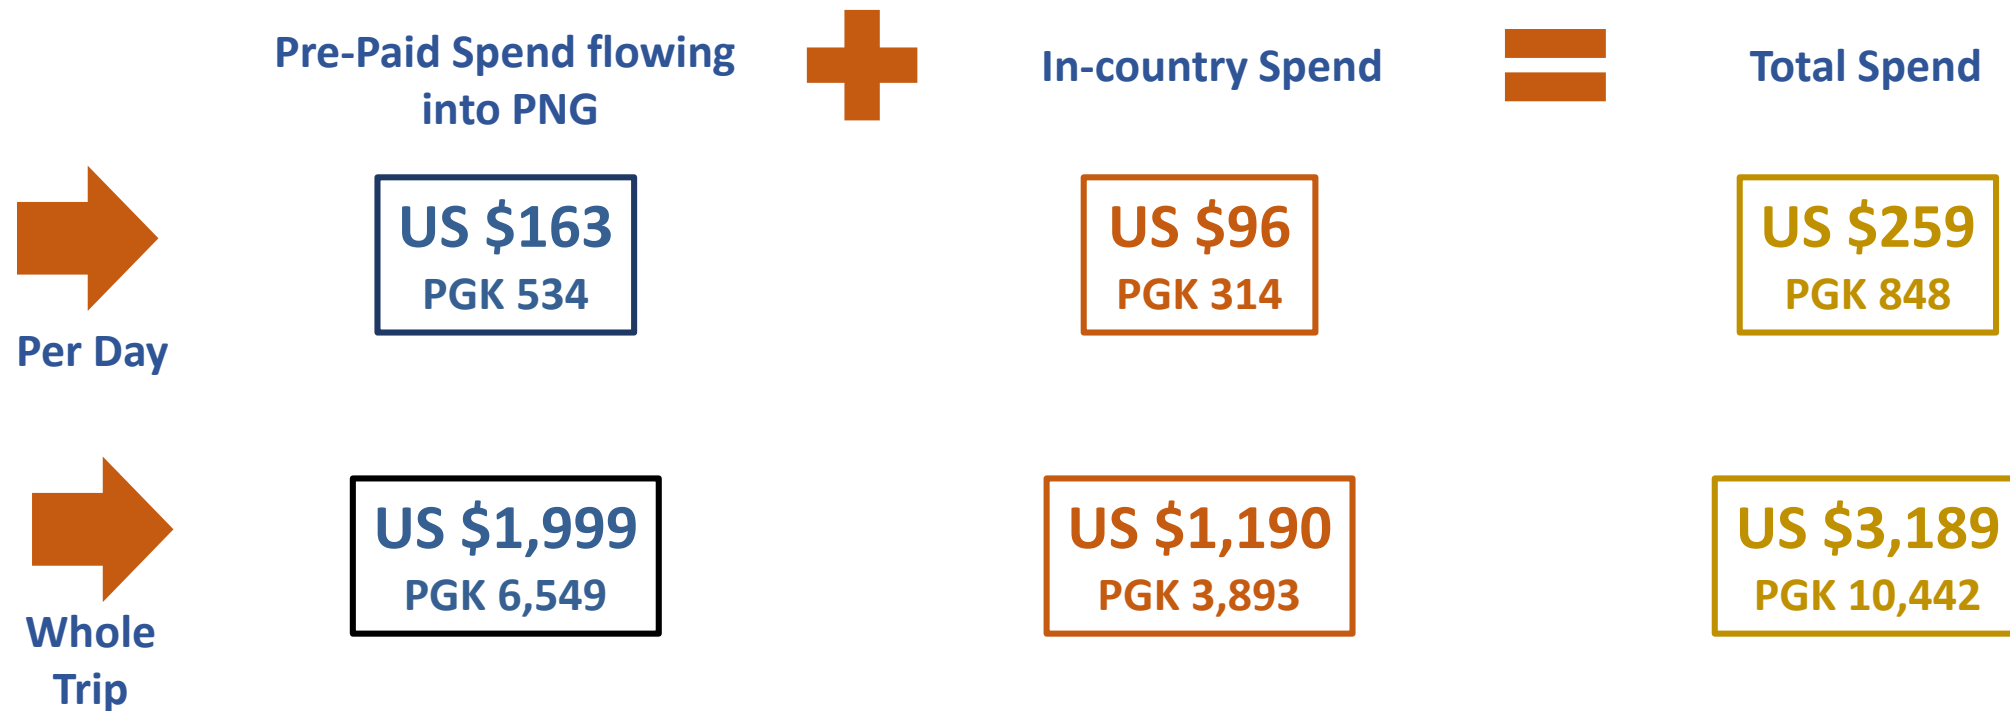 Pre-Paid Spend flowing
into PNG
In-country Spend
Total Spend
Per Day
US $163
PGK 534
US $96
PGK 314
US $259
PGK 848
Whole
Trip
US $1,999
PGK 6,549
US $1,190
PGK 3,893
US $3,189
PGK 10,442